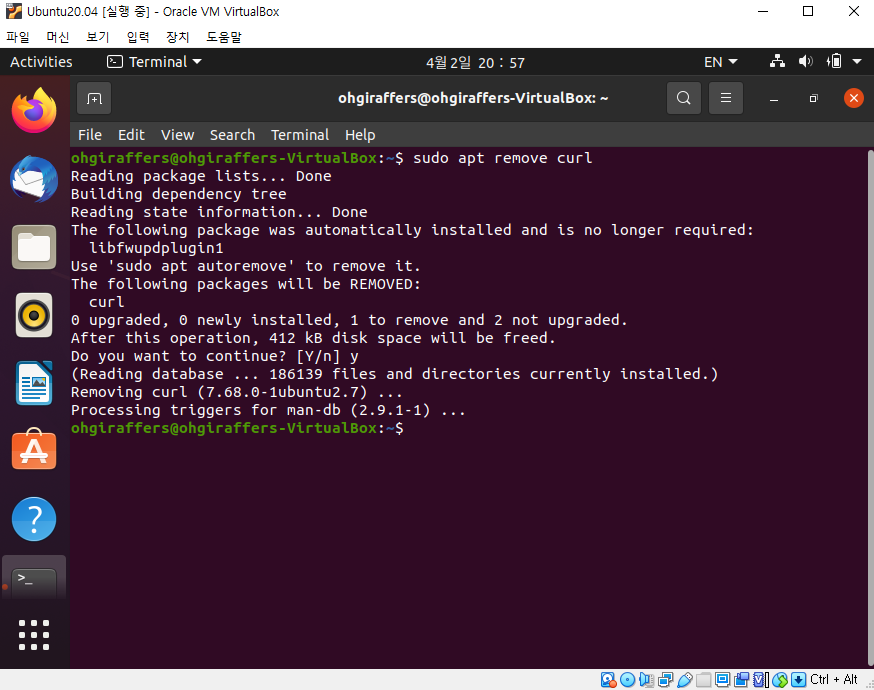 Ubuntu20.04 [실행 중] - Oracle VM VirtualBox
파일 머신 보기 입력 장치 도움말
Activities Terminal 4월 2일 20 : 57 EN
ohgiraffers@ohgiraffers-VirtualBox: ~
File Edit View Search Terminal Help
ohgiraffers@ohgiraffers-VirtualBox:~$ sudo apt remove curl
Reading package lists... Done
Building dependency tree
Reading state information... Done
The following package was automatically installed and is no longer required:
  libfwupdplugin1
Use 'sudo apt autoremove' to remove it.
The following packages will be REMOVED:
  curl
0 upgraded, 0 newly installed, 1 to remove and 2 not upgraded.
After this operation, 412 kB disk space will be freed.
Do you want to continue? [Y/n] y
(Reading database ... 186139 files and directories currently installed.)
Removing curl (7.68.0-1ubuntu2.7) ...
Processing triggers for man-db (2.9.1-1) ...
ohgiraffers@ohgiraffers-VirtualBox:~$
Ctrl + Alt